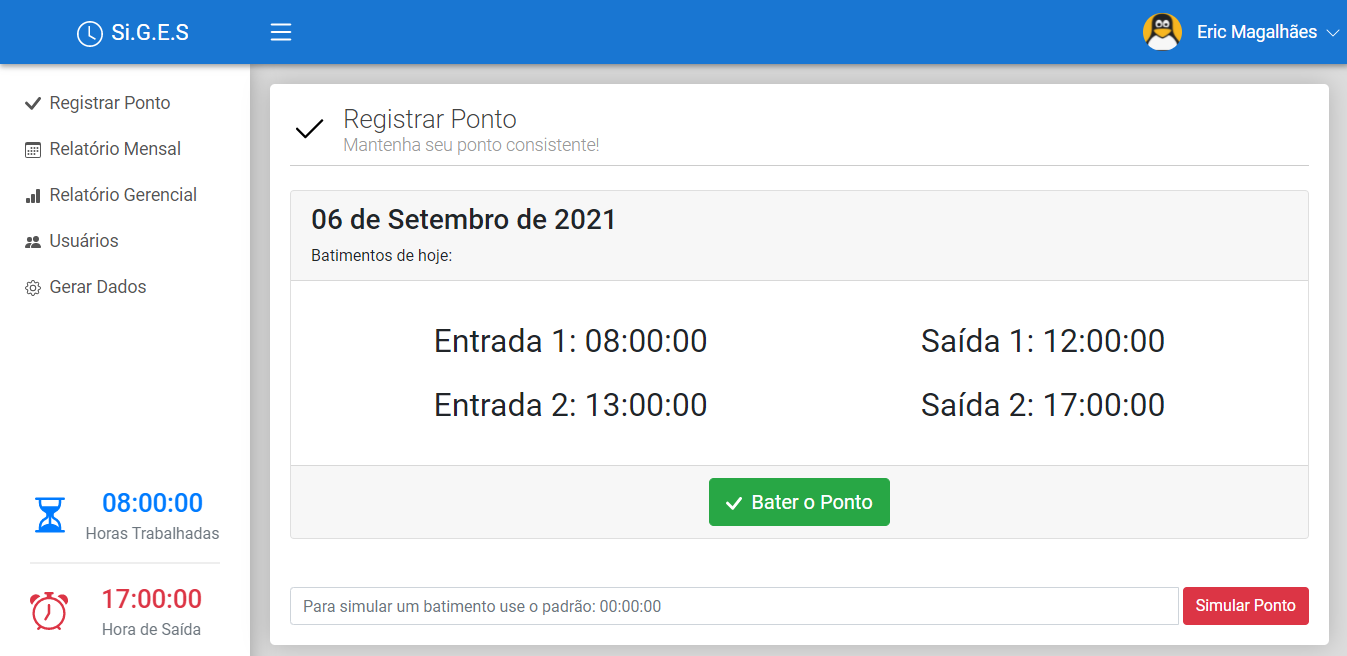 Si.G.E.S
Eric Magalhães
Registrar Ponto
Relatório Mensal
Relatório Gerencial
Usuários
Gerar Dados
08:00:00
Horas Trabalhadas
17:00:00
Hora de Saída
Registrar Ponto
Mantenha seu ponto consistente!
06 de Setembro de 2021
Batimentos de hoje:
Entrada 1: 08:00:00 Saída 1: 12:00:00
Entrada 2: 13:00:00 Saída 2: 17:00:00
Bater o Ponto
Para simular um batimento use o padrão: 00:00:00 Simular Ponto